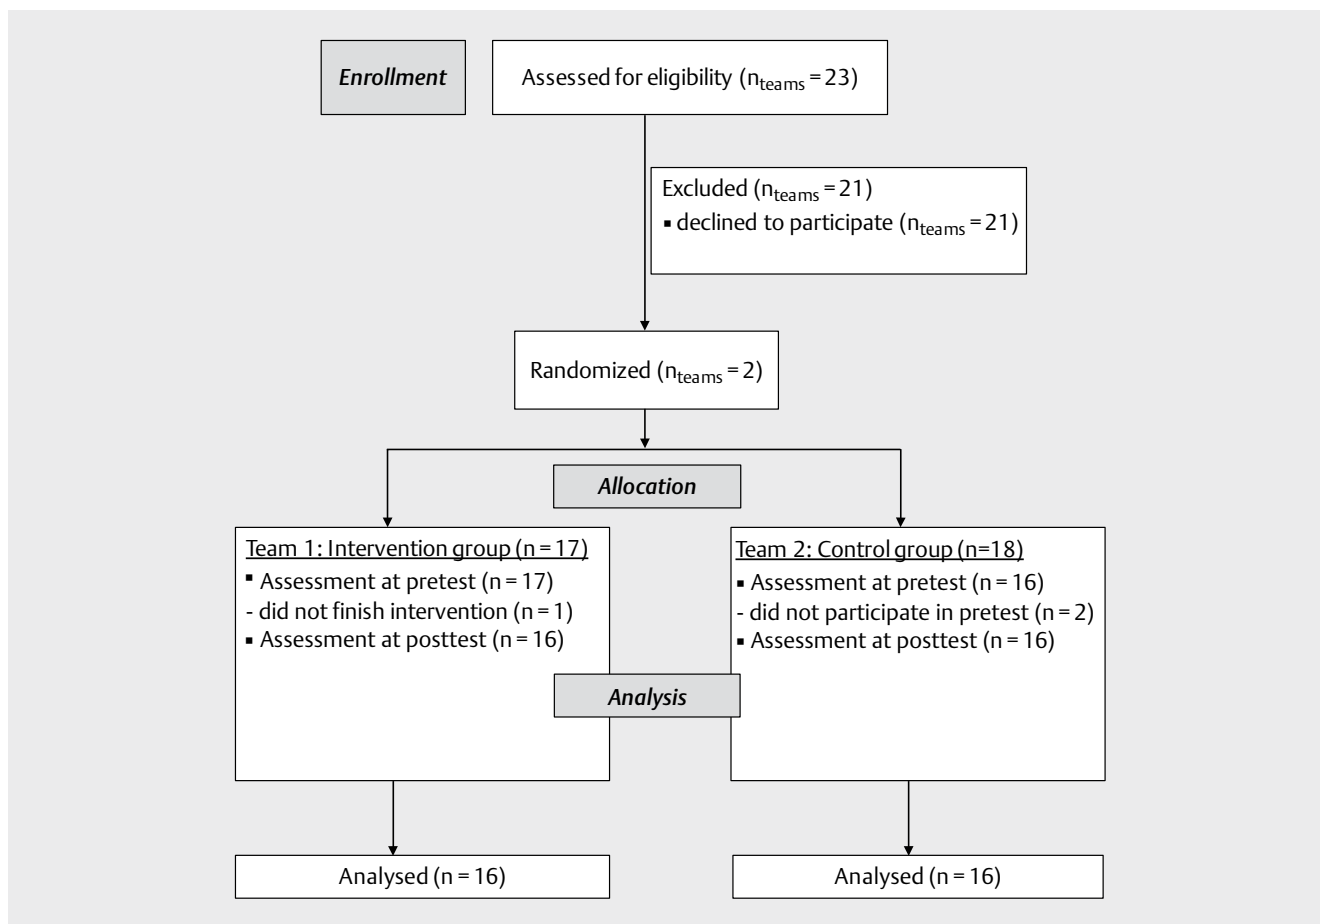 Enrollment
Assessed for eligibility (nteams = 23)
Excluded (nteams = 21)
▪ declined to participate (nteams = 21)
Randomized (nteams = 2)
Allocation
Team 1: Intervention group (n = 17)
▪ Assessment at pretest (n = 17)
- did not finish intervention (n = 1)
▪ Assessment at posttest (n = 16)
Team 2: Control group (n=18)
▪ Assessment at pretest (n = 16)
- did not participate in pretest (n = 2)
▪ Assessment at posttest (n = 16)
Analysis
Analysed (n = 16)
Analysed (n = 16)